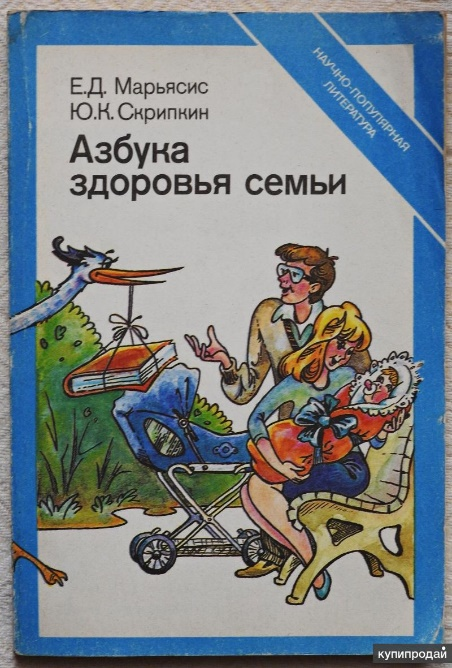 НАУЧНО-ПОПУЛЯРНАЯ
ЛИТЕРАТУРА
Е.Д. Марьясис
Ю.К. Скрипкин
Азбука
здоровья семьи
купипродай